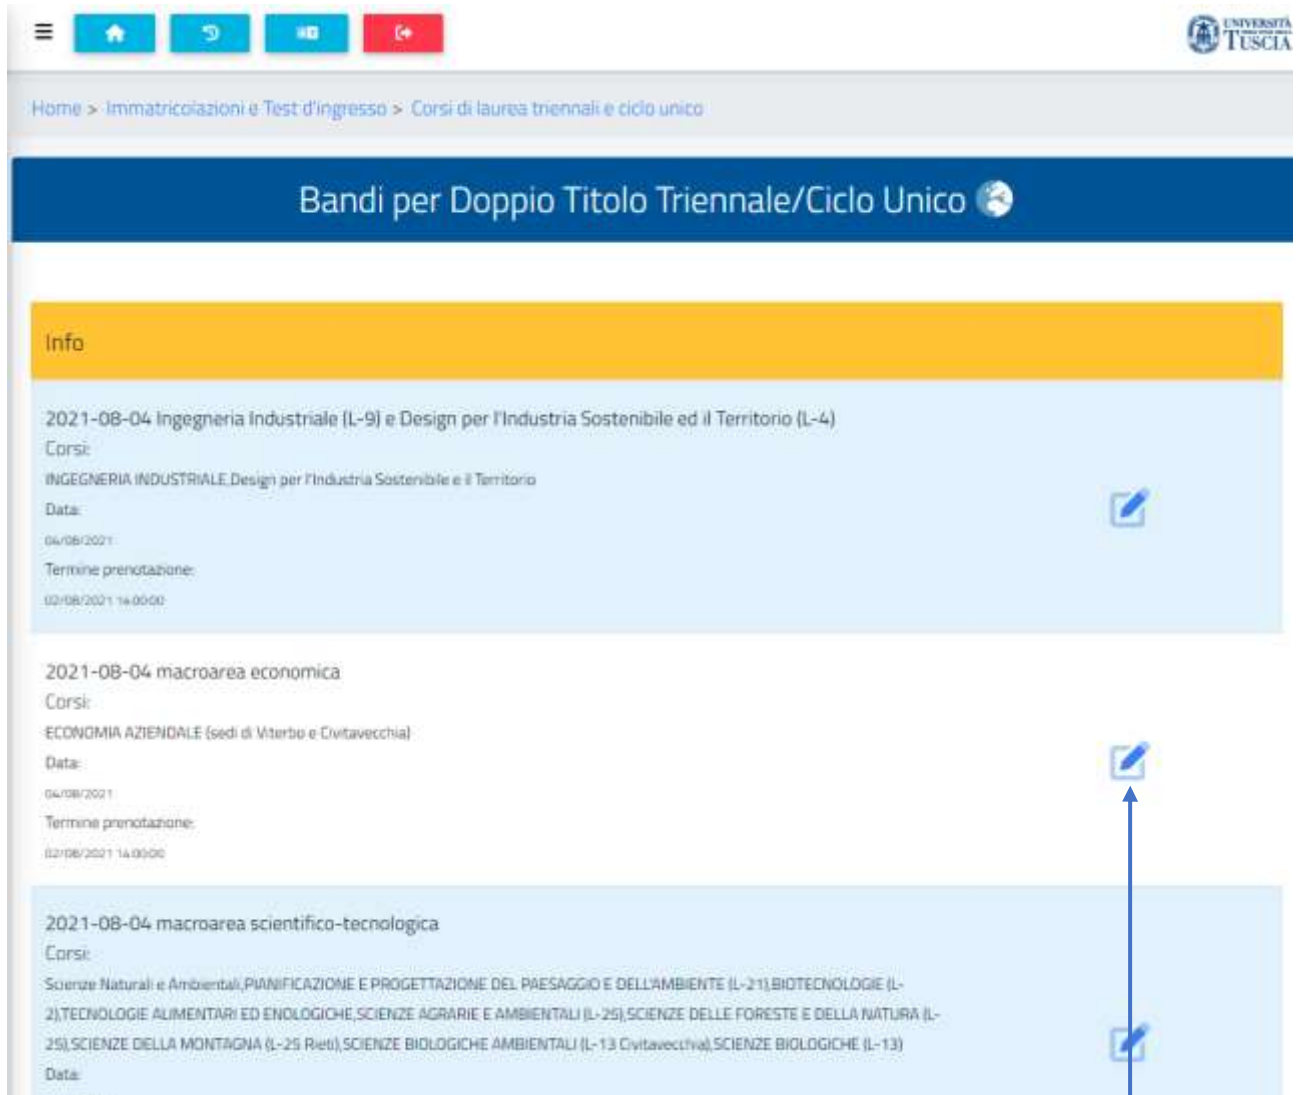 UNIVERSITÀ
TUSCIA
Home > Immatricolazioni e Test d'ingresso > Corsi di laurea triennali e ciclo unico
Bandi per Doppio Titolo Triennale/Ciclo Unico
Info
2021-08-04 Ingegneria Industriale (L-9) e Design per l'Industria Sostenibile ed il Territorio (L-4)
Corsi:
INGEGNERIA INDUSTRIALE,Design per l'Industria Sostenibile e il Territorio
Data:
04/08/2021
Termine prenotazione:
02/08/2021 14:00:00
2021-08-04 macroarea economica
Corsi:
ECONOMIA AZIENDALE (sedi di Viterbo e Civitavecchia)
Data:
04/08/2021
Termine prenotazione:
02/08/2021 14:00:00
2021-08-04 macroarea scientifico-tecnologica
Corsi:
Scienze Naturali e Ambientali,PIANIFICAZIONE E PROGETTAZIONE DEL PAESAGGIO E DELL'AMBIENTE (L-21),BIOTECNOLOGIE (L-
2),TECNOLOGIE ALIMENTARI ED ENOLOGICHE,SCIENZE AGRARIE E AMBIENTALI (L-25),SCIENZE DELLE FORESTE E DELLA NATURA (L-
25),SCIENZE DELLA MONTAGNA (L-25 Rieti),SCIENZE BIOLOGICHE AMBIENTALI (L-13 Civitavecchia),SCIENZE BIOLOGICHE (L-13)
Data: